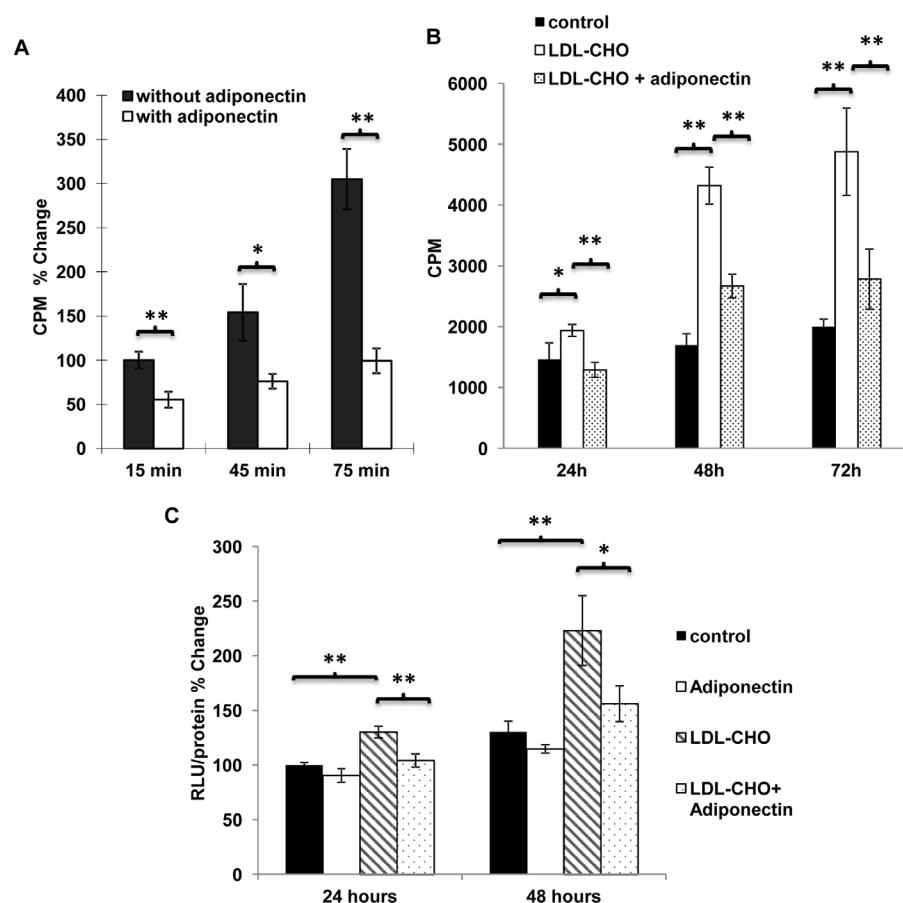 A
CPM % Change
400
350
300
250
200
150
100
50
0
without adiponectin
with adiponectin
**
*
**
15 min
45 min
75 min
B
control
LDL-CHO
LDL-CHO + adiponectin
CPM
6000
5000
4000
3000
2000
1000
0
*
**
**
**
**
**
24h
48h
72h
C
RLU/protein % Change
300
250
200
150
100
50
0
**
**
**
*
24 hours
48 hours
control
Adiponectin
LDL-CHO
LDL-CHO+
Adiponectin